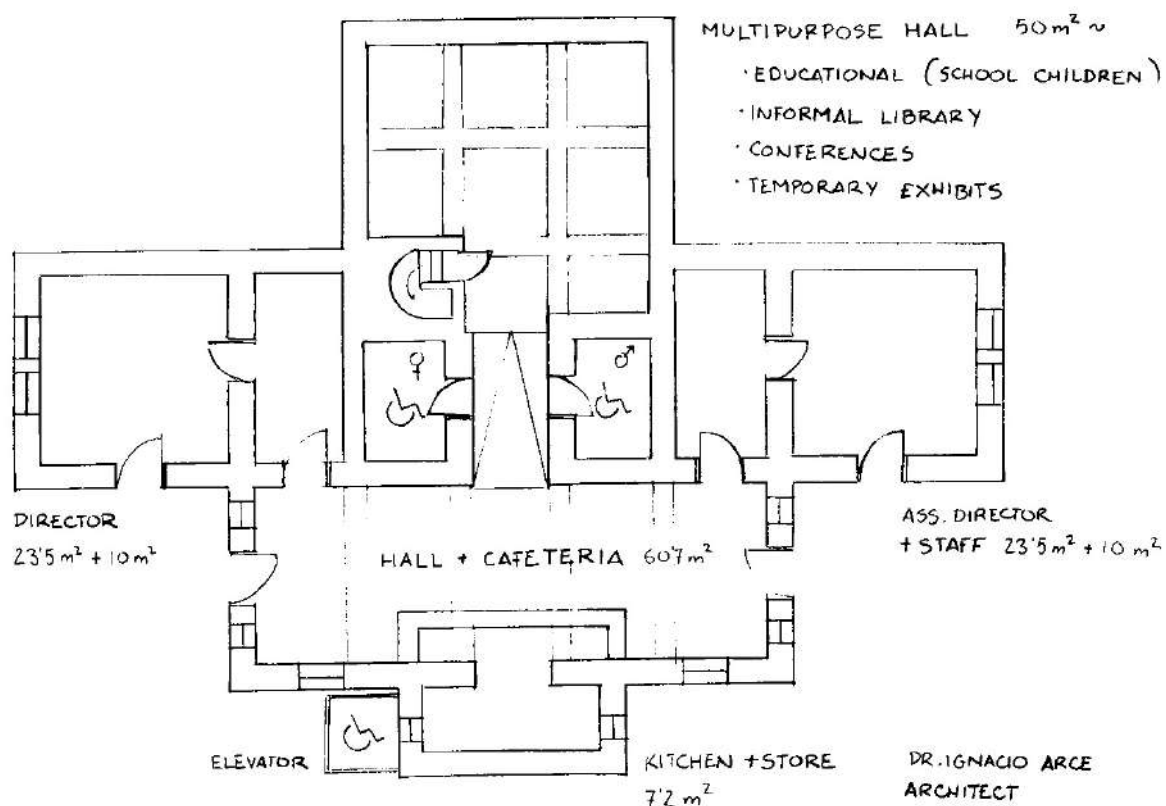 MULTIPURPOSE HALL 50 m² ~
· EDUCATIONAL (SCHOOL CHILDREN)
· INFORMAL LIBRARY
· CONFERENCES
· TEMPORARY EXHIBITS
♀
♂
DIRECTOR
23'5 m² + 10 m²
HALL + CAFETERIA 60'7 m²
ASS. DIRECTOR
+ STAFF 23'5 m² + 10 m²
ELEVATOR
KITCHEN + STORE
7'2 m²
DR. IGNACIO ARCE
ARCHITECT